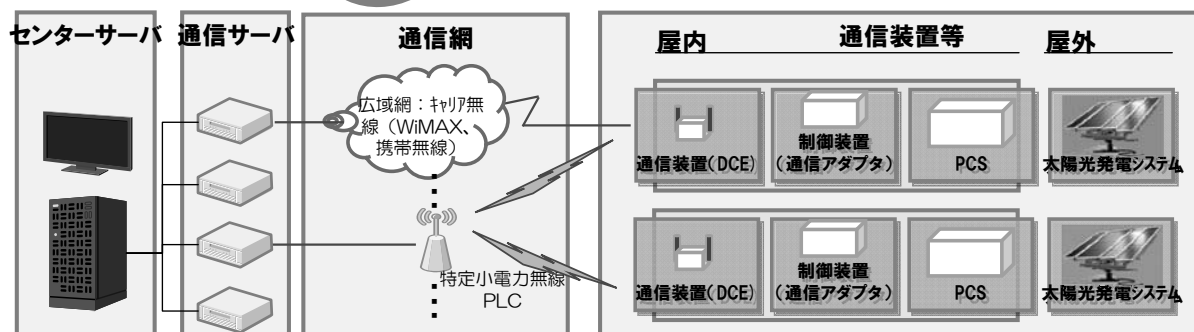 センターサーバ
通信サーバ
通信網
通信装置等
屋内
屋外
広域網：ｷｬﾘｱ無
線（WiMAX、
携帯無線）
特定小電力無線
PLC
通信装置(DCE)
制御装置
（通信アダプタ）
PCS
太陽光発電システム
通信装置(DCE)
制御装置
（通信アダプタ）
PCS
太陽光発電システム